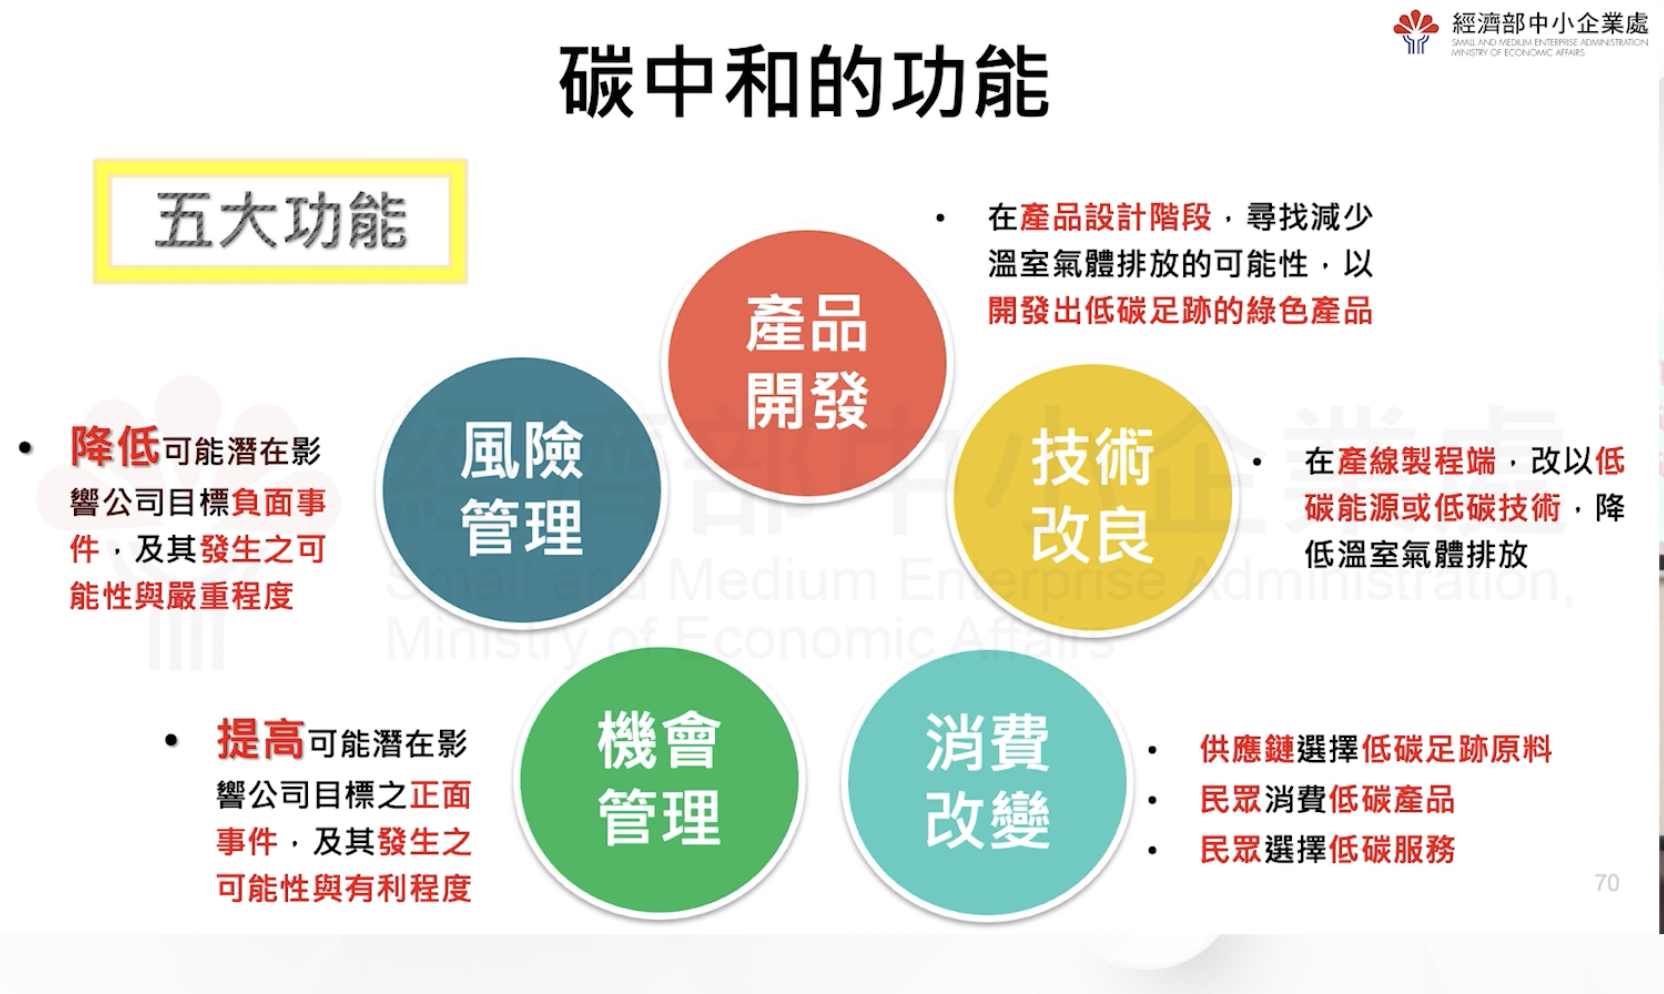 經濟部中小企業處
SMALL AND MEDIUM ENTERPRISE ADMINISTRATION
MINISTRY OF ECONOMIC AFFAIRS
碳中和的功能
五大功能
產品
開發
• 在產品設計階段，尋找減少
溫室氣體排放的可能性，以
開發出低碳足跡的綠色產品
技術
改良
• 在產線製程端，改以低
碳能源或低碳技術，降
低溫室氣體排放
消費
改變
• 供應鏈選擇低碳足跡原料
• 民眾消費低碳產品
• 民眾選擇低碳服務
機會
管理
• 提高可能潛在影
響公司目標之正面
事件，及其發生之
可能性與有利程度
風險
管理
• 降低可能潛在影
響公司目標負面事
件，及其發生之可
能性與嚴重程度
經濟部中小企業處
Small and Medium Enterprise Administration,
Ministry of Economic Affairs
70